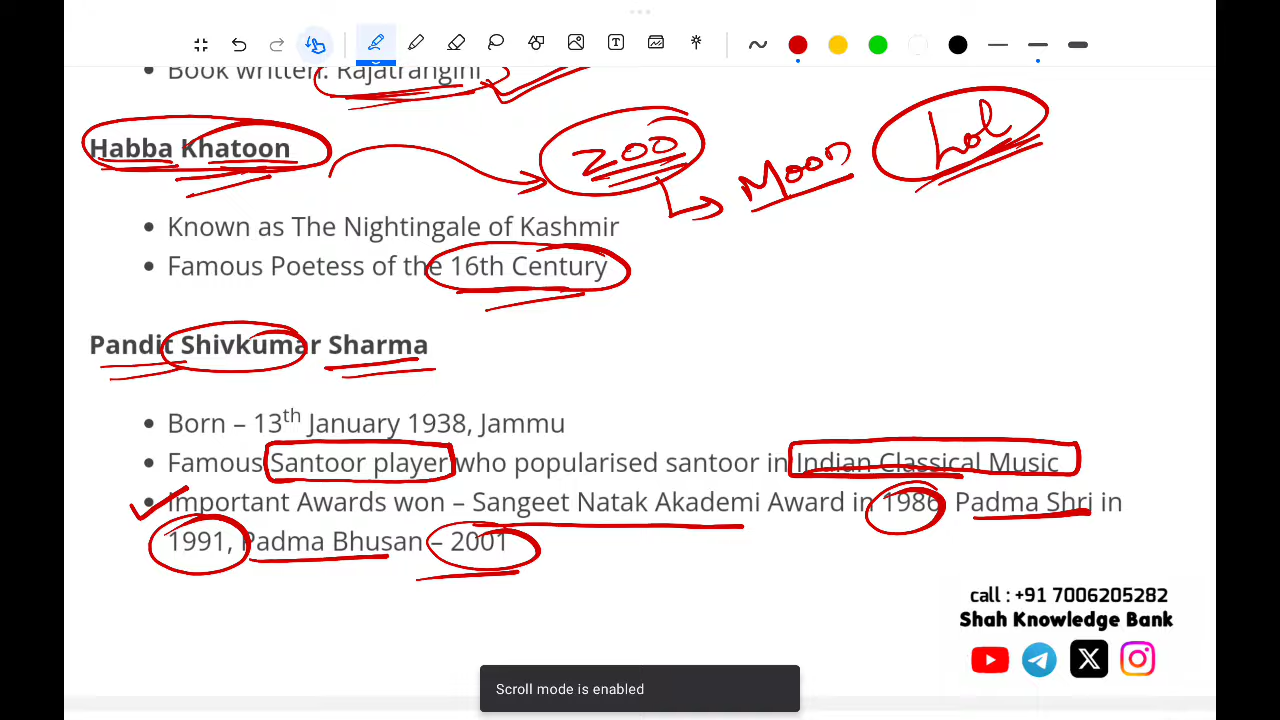 Book written: Rajatrangini
Habba Khatoon
Zoo
Moon
Lol
Known as The Nightingale of Kashmir
Famous Poetess of the 16th Century
Pandit Shivkumar Sharma
Born – 13th January 1938, Jammu
Famous Santoor player who popularised santoor in Indian Classical Music
Important Awards won – Sangeet Natak Akademi Award in 1986, Padma Shri in
1991, Padma Bhusan – 2001
call : +91 7006205282
Shah Knowledge Bank
Scroll mode is enabled